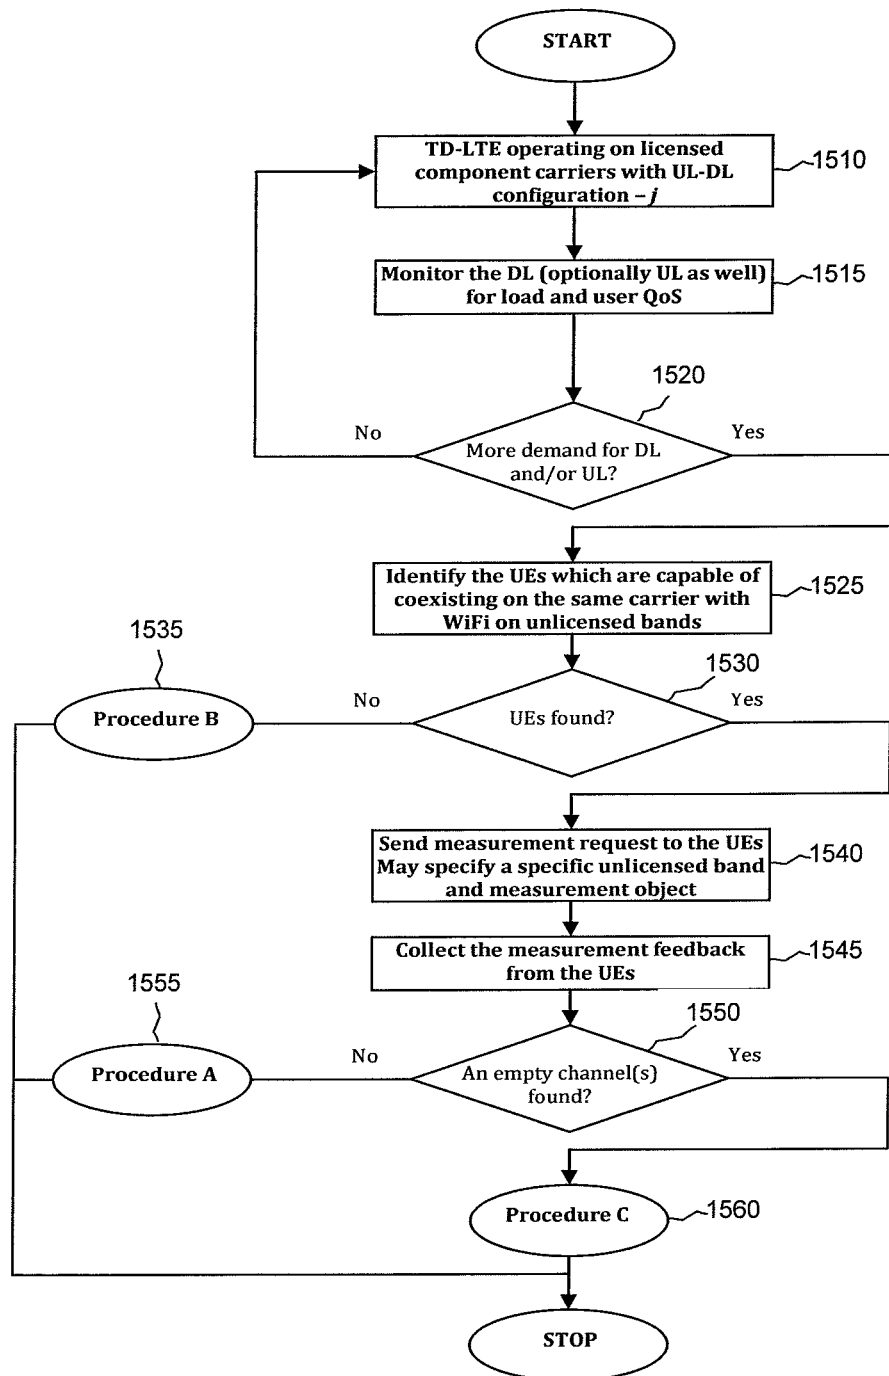 START
TD-LTE operating on licensed
component carriers with UL-DL
configuration – j
1510
Monitor the DL (optionally UL as well)
for load and user QoS
1515
1520
No
Yes
More demand for DL
and/or UL?
Identify the UEs which are capable of
coexisting on the same carrier with
WiFi on unlicensed bands
1525
1535
1530
Procedure B
No
UEs found?
Yes
Send measurement request to the UEs
May specify a specific unlicensed band
and measurement object
1540
Collect the measurement feedback
from the UEs
1545
1555
1550
Procedure A
No
An empty channel(s)
found?
Yes
Procedure C
1560
STOP